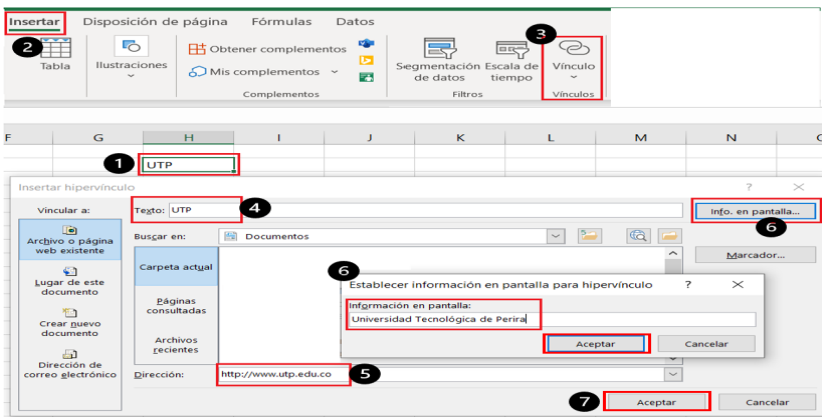 Insertar Disposición de página Fórmulas Datos
2 3
Tabla
Ilustraciones
Obtener complementos
Mis complementos
Complementos
Segmentación de datos
Escala de tiempo
Filtros
Vínculo
Vínculos
F G H I J K L M N
1 UTP
Insertar hipervínculo ? ×
Vincular a:
Texto: UTP 4
Info. en pantalla...
6
Archivo o página
web existente
Buscar en: Documentos
Marcador...
Lugar de este
documento
Crear nuevo
documento
Dirección de
correo electrónico
Carpeta actual
Páginas
consultadas
Archivos
recientes
6
Establecer información en pantalla para hipervínculo ? ×
Información en pantalla:
Universidad Tecnológica de Perira
Aceptar Cancelar
Dirección: http://www.utp.edu.co 5
7 Aceptar Cancelar